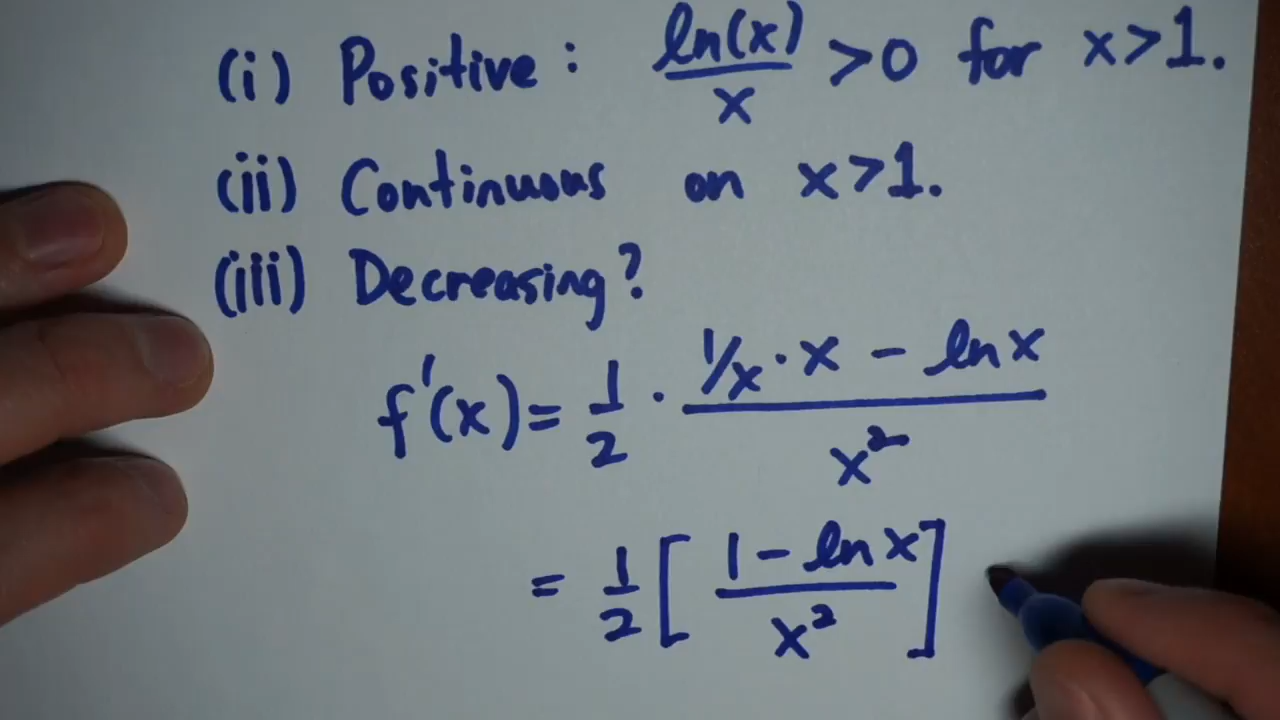 (i) Positive: ln(x)/x >0 for x>1.
(ii) Continuous on x>1.
(iii) Decreasing?
f'(x)= 1/2 · (1/x · x - ln x)/x²
= 1/2 [ (1 - ln x)/x² ]